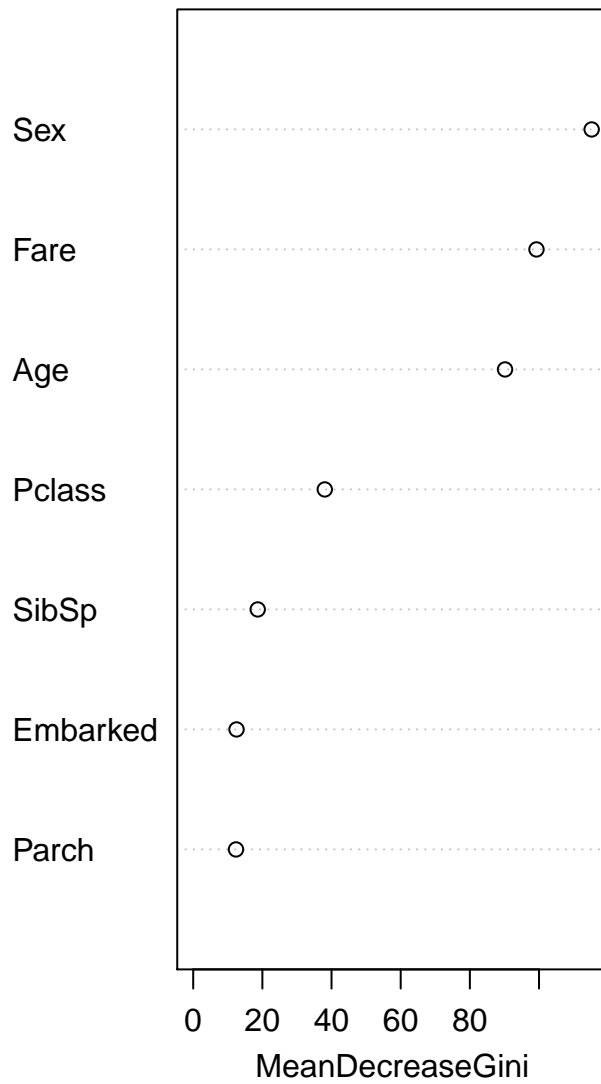 Sex
Fare
Age
Pclass
SibSp
Embarked
Parch
0 20 40 60 80
MeanDecreaseGini